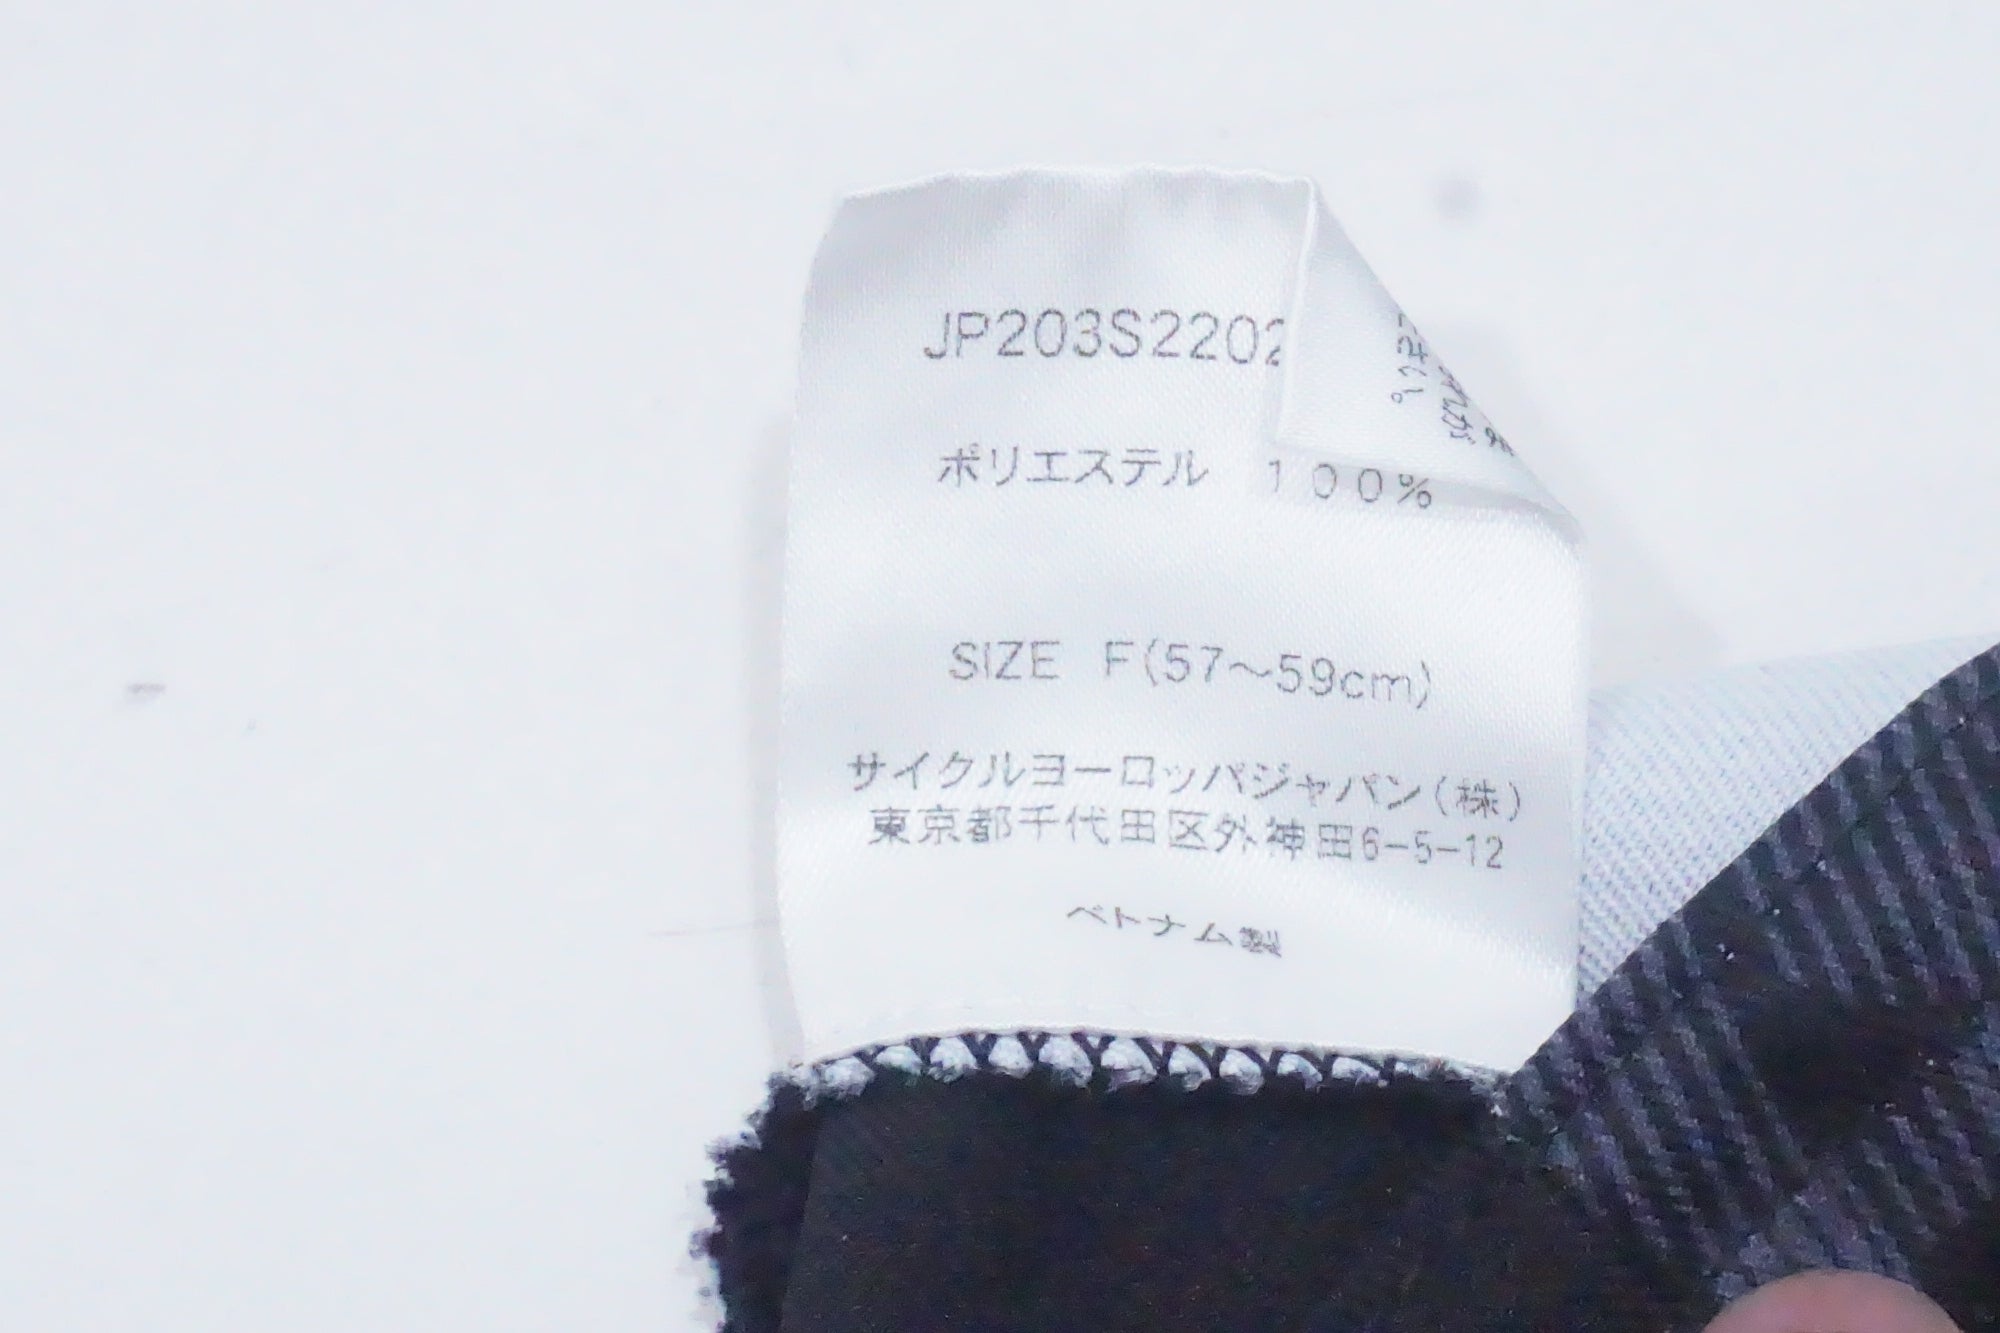 JP203S2202
ポリエステル 100%
SIZE F(57～59cm)
サイクルヨーロッパジャパン(株)
東京都千代田区外神田6-5-12
ベトナム製